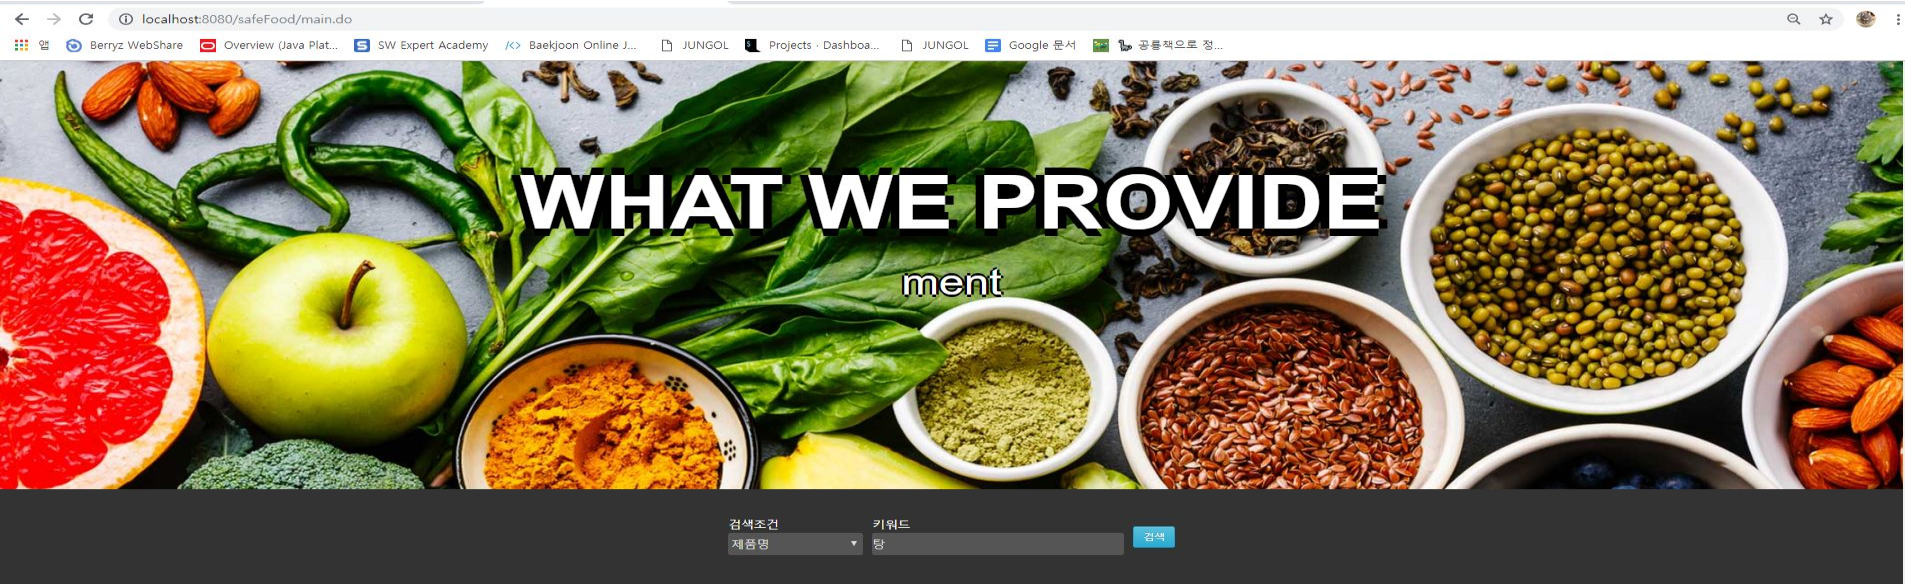 localhost:8080/safeFood/main.do
앱 Berryz WebShare Overview (Java Plat... SW Expert Academy Baekjoon Online J... JUNGOL Projects · Dashboa... JUNGOL Google 문서 공룡책으로 정...
WHAT WE PROVIDE
ment
검색조건 키워드
제품명 탕 검색